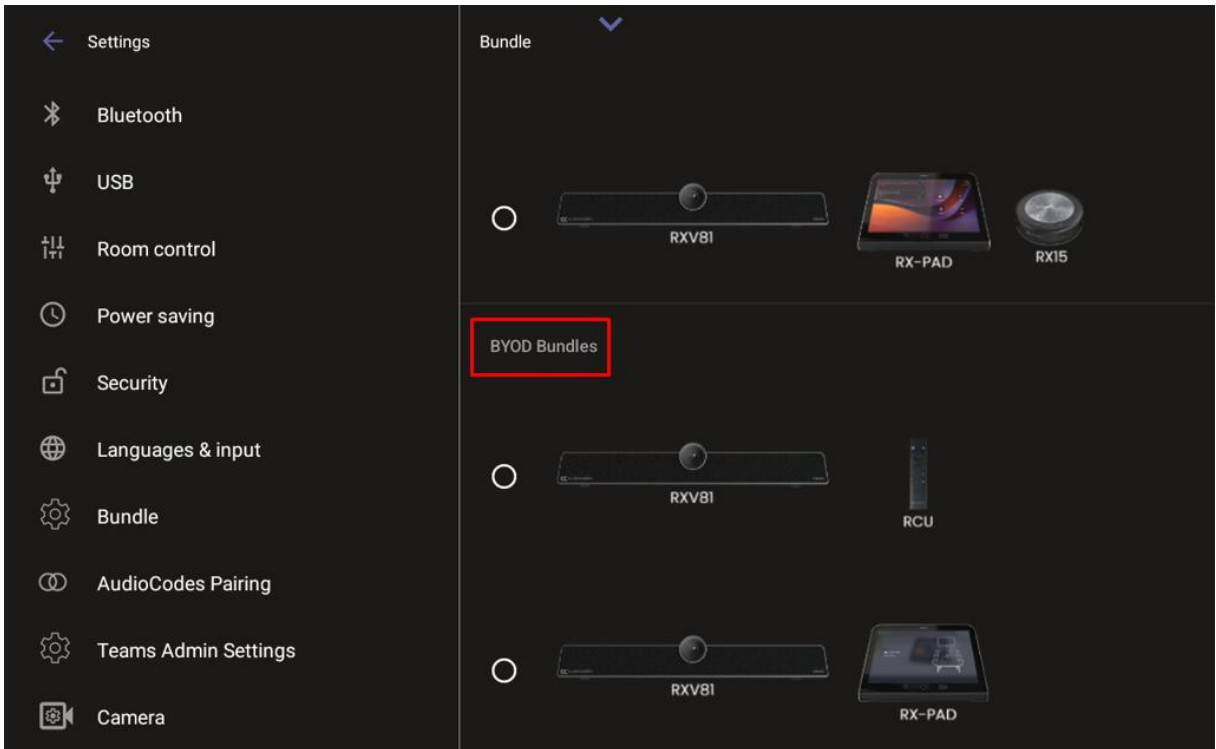 Settings
Bluetooth
USB
Room control
Power saving
Security
Languages & input
Bundle
AudioCodes Pairing
Teams Admin Settings
Camera
Bundle
RXV81
RX-PAD
RX15
BYOD Bundles
RXV81
RCU
RXV81
RX-PAD